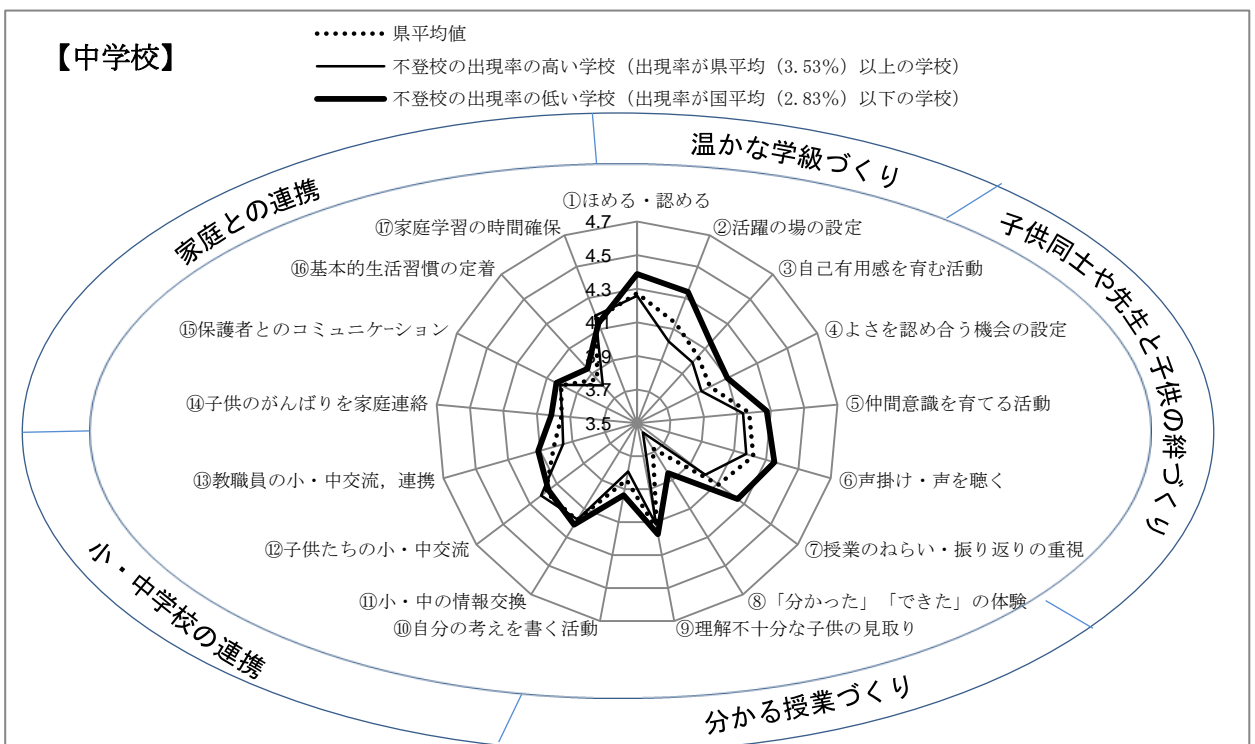 【中学校】
県平均値
不登校の出現率の高い学校（出現率が県平均（3.53％）以上の学校）
不登校の出現率の低い学校（出現率が国平均（2.83％）以下の学校）
温かな学級づくり
子供同士や先生と子供の絆づくり
分かる授業づくり
小・中学校の連携
家庭との連携
①ほめる・認める
②活躍の場の設定
③自己有用感を育む活動
④よさを認め合う機会の設定
⑤仲間意識を育てる活動
⑥声掛け・声を聴く
⑦授業のねらい・振り返りの重視
⑧「分かった」「できた」の体験
⑨理解不十分な子供の見取り
⑩自分の考えを書く活動
⑪小・中の情報交換
⑫子供たちの小・中交流
⑬教職員の小・中交流，連携
⑭子供のがんばりを家庭連絡
⑮保護者とのコミュニケーション
⑯基本的生活習慣の定着
⑰家庭学習の時間確保
4.7
4.5
4.3
4.1
3.9
3.7
3.5